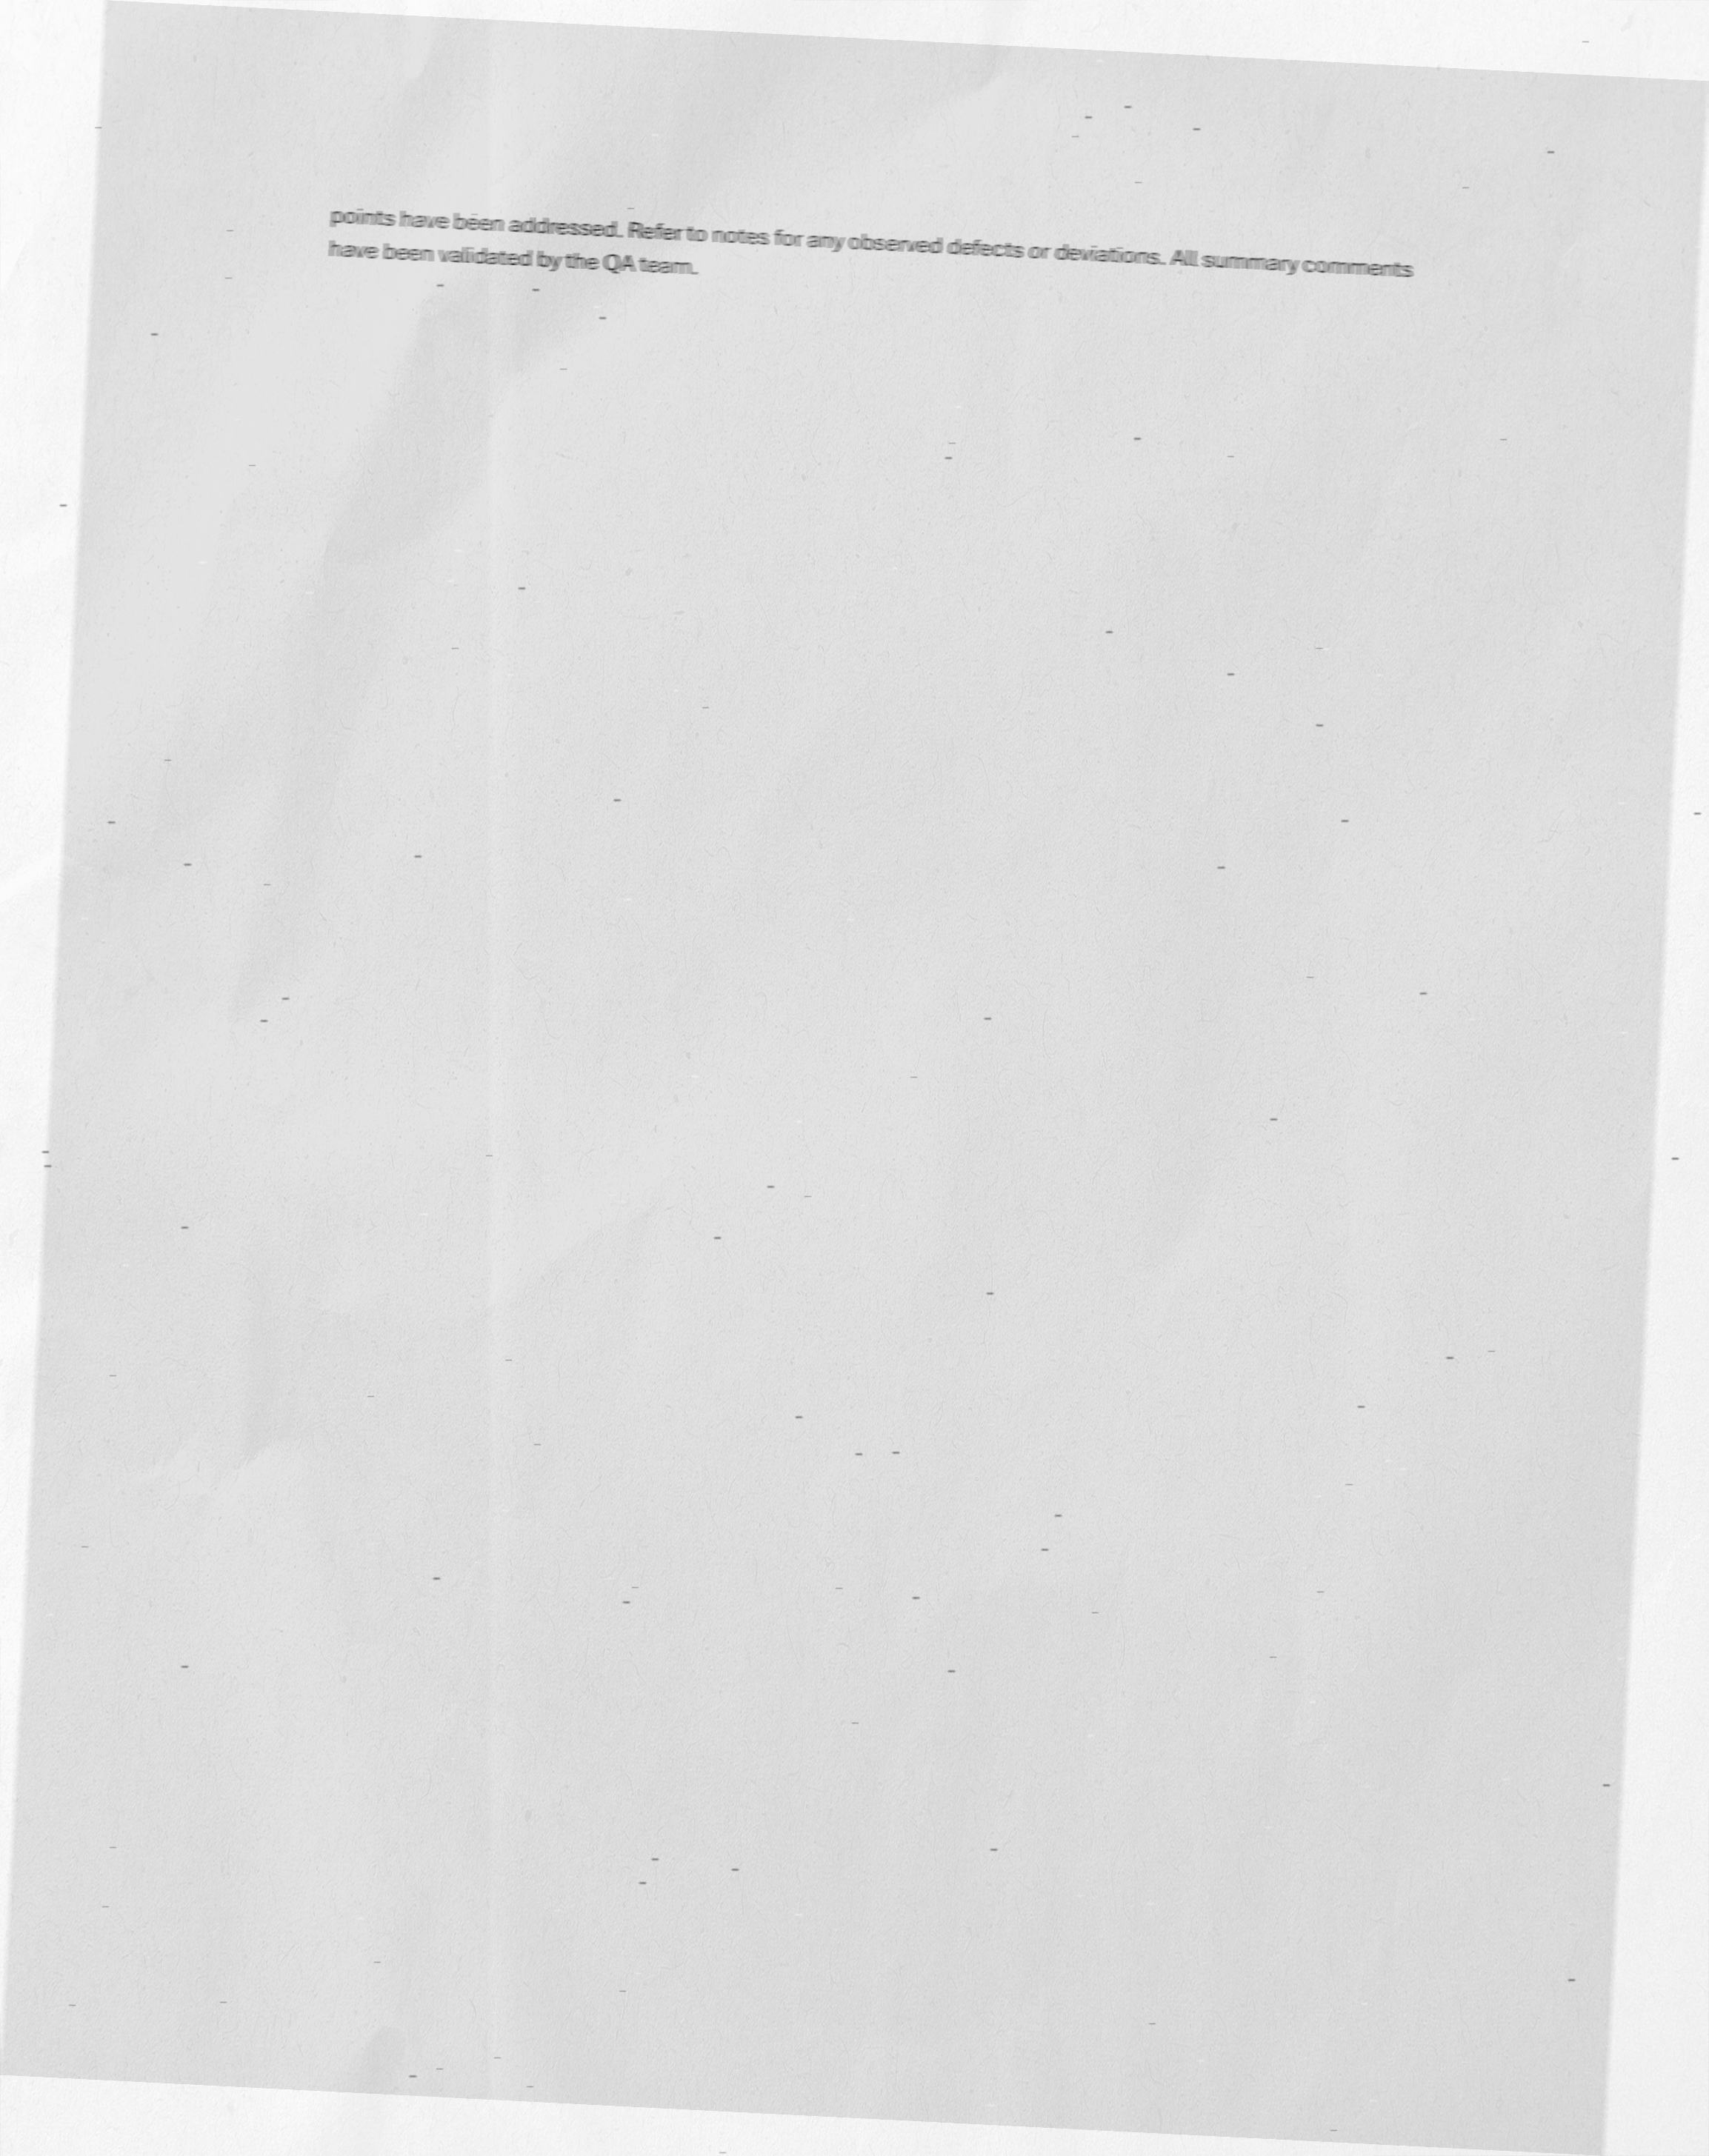 points have been addressed. Refer to notes for any observed defects or deviations. All summary comments
have been validated by the QA team.